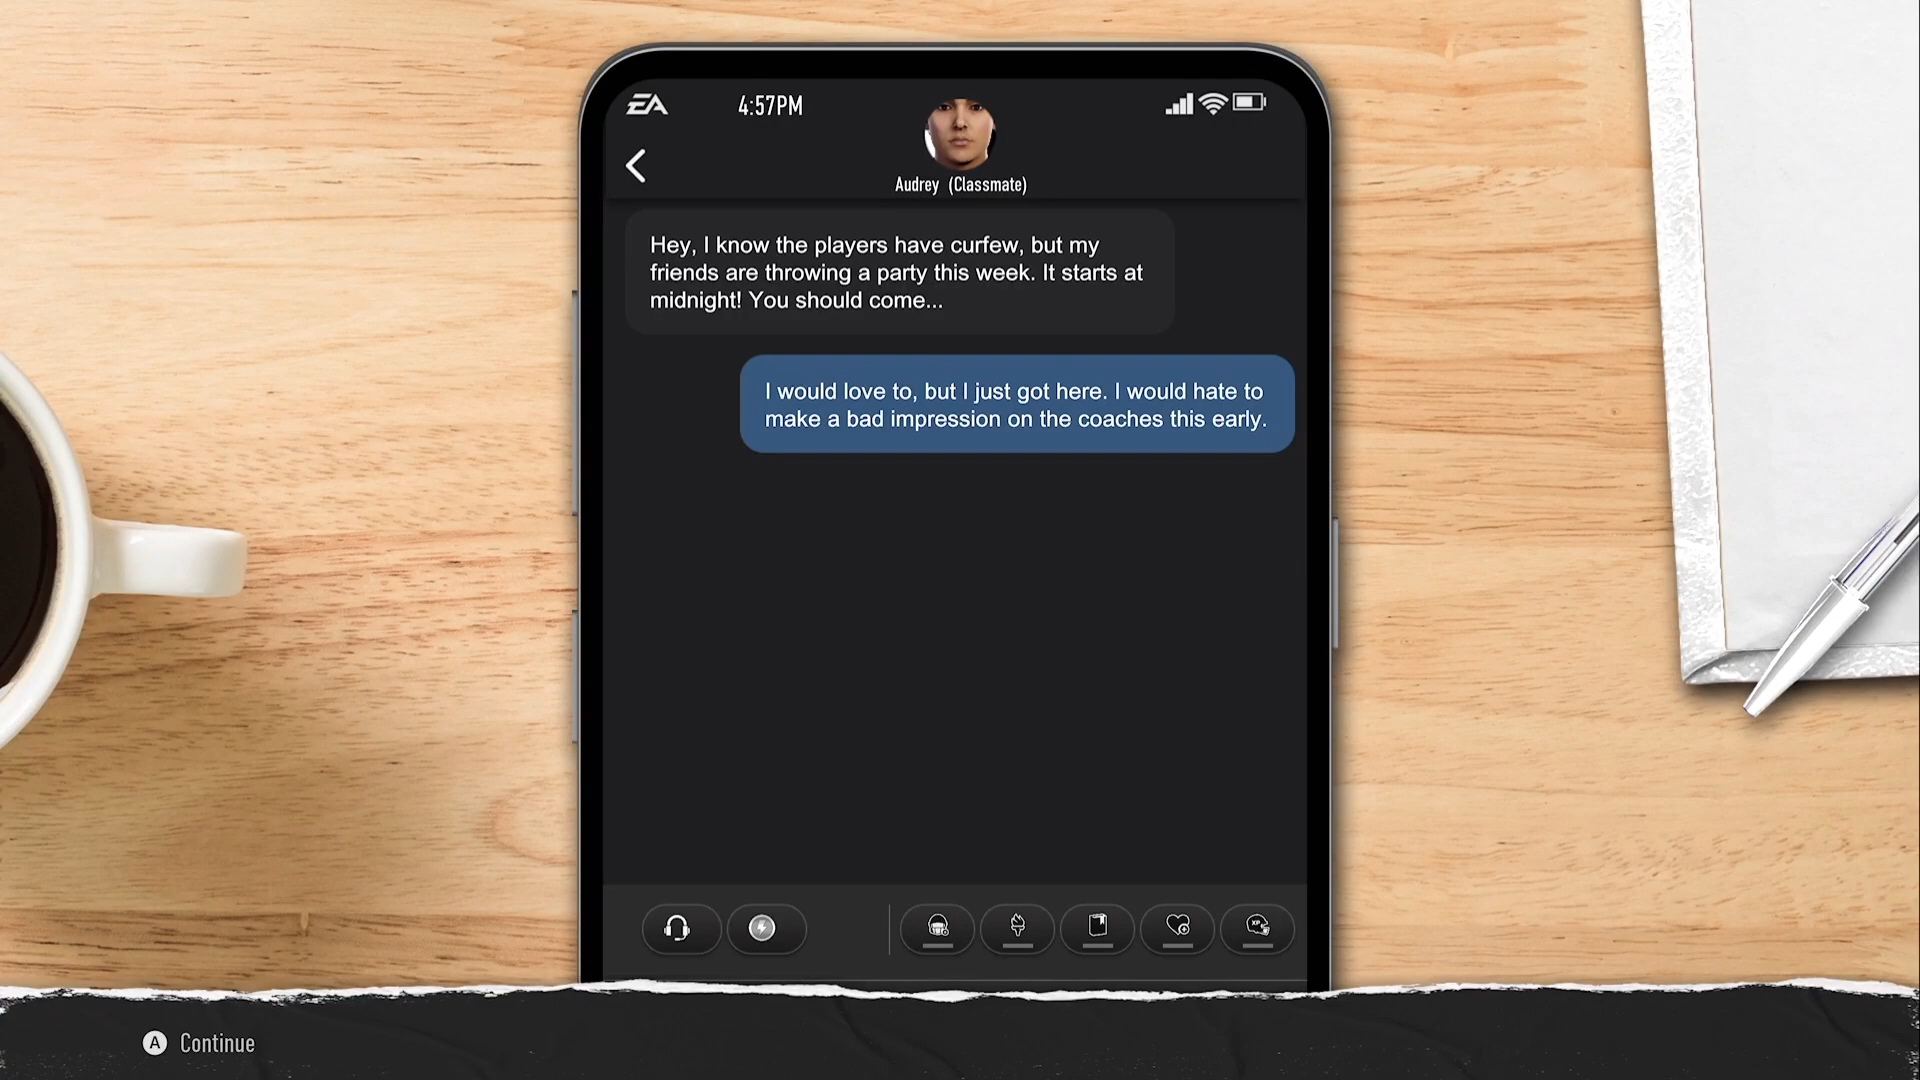 EA
4:57PM
Audrey (Classmate)
Hey, I know the players have curfew, but my
friends are throwing a party this week. It starts at
midnight! You should come...
I would love to, but I just got here. I would hate to
make a bad impression on the coaches this early.
XP
A Continue